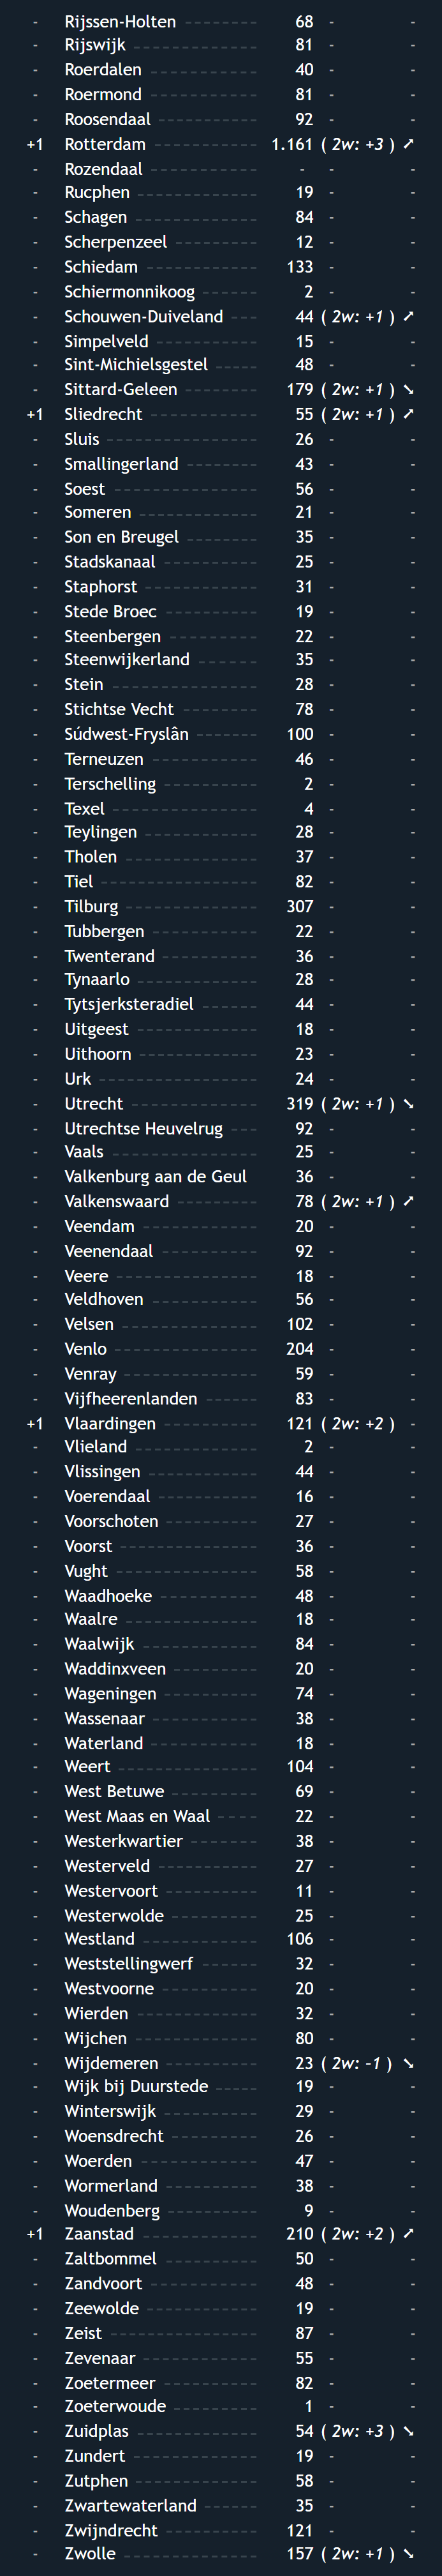 - Rijssen-Holten 68 - -
- Rijswijk 81 - -
- Roerdalen 40 - -
- Roermond 81 - -
- Roosendaal 92 - -
+1 Rotterdam 1.161 ( 2w: +3 ) ➚
- Rozendaal - - -
- Rucphen 19 - -
- Schagen 84 - -
- Scherpenzeel 12 - -
- Schiedam 133 - -
- Schiermonnikoog 2 - -
- Schouwen-Duiveland 44 ( 2w: +1 ) ➚
- Simpelveld 15 - -
- Sint-Michielsgestel 48 - -
- Sittard-Geleen 179 ( 2w: +1 ) ➘
+1 Sliedrecht 55 ( 2w: +1 ) ➚
- Sluis 26 - -
- Smallingerland 43 - -
- Soest 56 - -
- Someren 21 - -
- Son en Breugel 35 - -
- Stadskanaal 25 - -
- Staphorst 31 - -
- Stede Broec 19 - -
- Steenbergen 22 - -
- Steenwijkerland 35 - -
- Stein 28 - -
- Stichtse Vecht 78 - -
- Súdwest-Fryslân 100 - -
- Terneuzen 46 - -
- Terschelling 2 - -
- Texel 4 - -
- Teylingen 28 - -
- Tholen 37 - -
- Tiel 82 - -
- Tilburg 307 - -
- Tubbergen 22 - -
- Twenterand 36 - -
- Tynaarlo 28 - -
- Tytsjerksteradiel 44 - -
- Uitgeest 18 - -
- Uithoorn 23 - -
- Urk 24 - -
- Utrecht 319 ( 2w: +1 ) ➘
- Utrechtse Heuvelrug 92 - -
- Vaals 25 - -
- Valkenburg aan de Geul 36 - -
- Valkenswaard 78 ( 2w: +1 ) ➚
- Veendam 20 - -
- Veenendaal 92 - -
- Veere 18 - -
- Veldhoven 56 - -
- Velsen 102 - -
- Venlo 204 - -
- Venray 59 - -
- Vijfheerenlanden 83 - -
+1 Vlaardingen 121 ( 2w: +2 ) -
- Vlieland 2 - -
- Vlissingen 44 - -
- Voerendaal 16 - -
- Voorschoten 27 - -
- Voorst 36 - -
- Vught 58 - -
- Waadhoeke 48 - -
- Waalre 18 - -
- Waalwijk 84 - -
- Waddinxveen 20 - -
- Wageningen 74 - -
- Wassenaar 38 - -
- Waterland 18 - -
- Weert 104 - -
- West Betuwe 69 - -
- West Maas en Waal 22 - -
- Westerkwartier 38 - -
- Westerveld 27 - -
- Westervoort 11 - -
- Westerwolde 25 - -
- Westland 106 - -
- Weststellingwerf 32 - -
- Westvoorne 20 - -
- Wierden 32 - -
- Wijchen 80 - -
- Wijdemeren 23 ( 2w: -1 ) ➘
- Wijk bij Duurstede 19 - -
- Winterswijk 29 - -
- Woensdrecht 26 - -
- Woerden 47 - -
- Wormerland 38 - -
- Woudenberg 9 - -
+1 Zaanstad 210 ( 2w: +2 ) ➚
- Zaltbommel 50 - -
- Zandvoort 48 - -
- Zeewolde 19 - -
- Zeist 87 - -
- Zevenaar 55 - -
- Zoetermeer 82 - -
- Zoeterwoude 1 - -
- Zuidplas 54 ( 2w: +3 ) ➘
- Zundert 19 - -
- Zutphen 58 - -
- Zwartewaterland 35 - -
- Zwijndrecht 121 - -
- Zwolle 157 ( 2w: +1 ) ➘